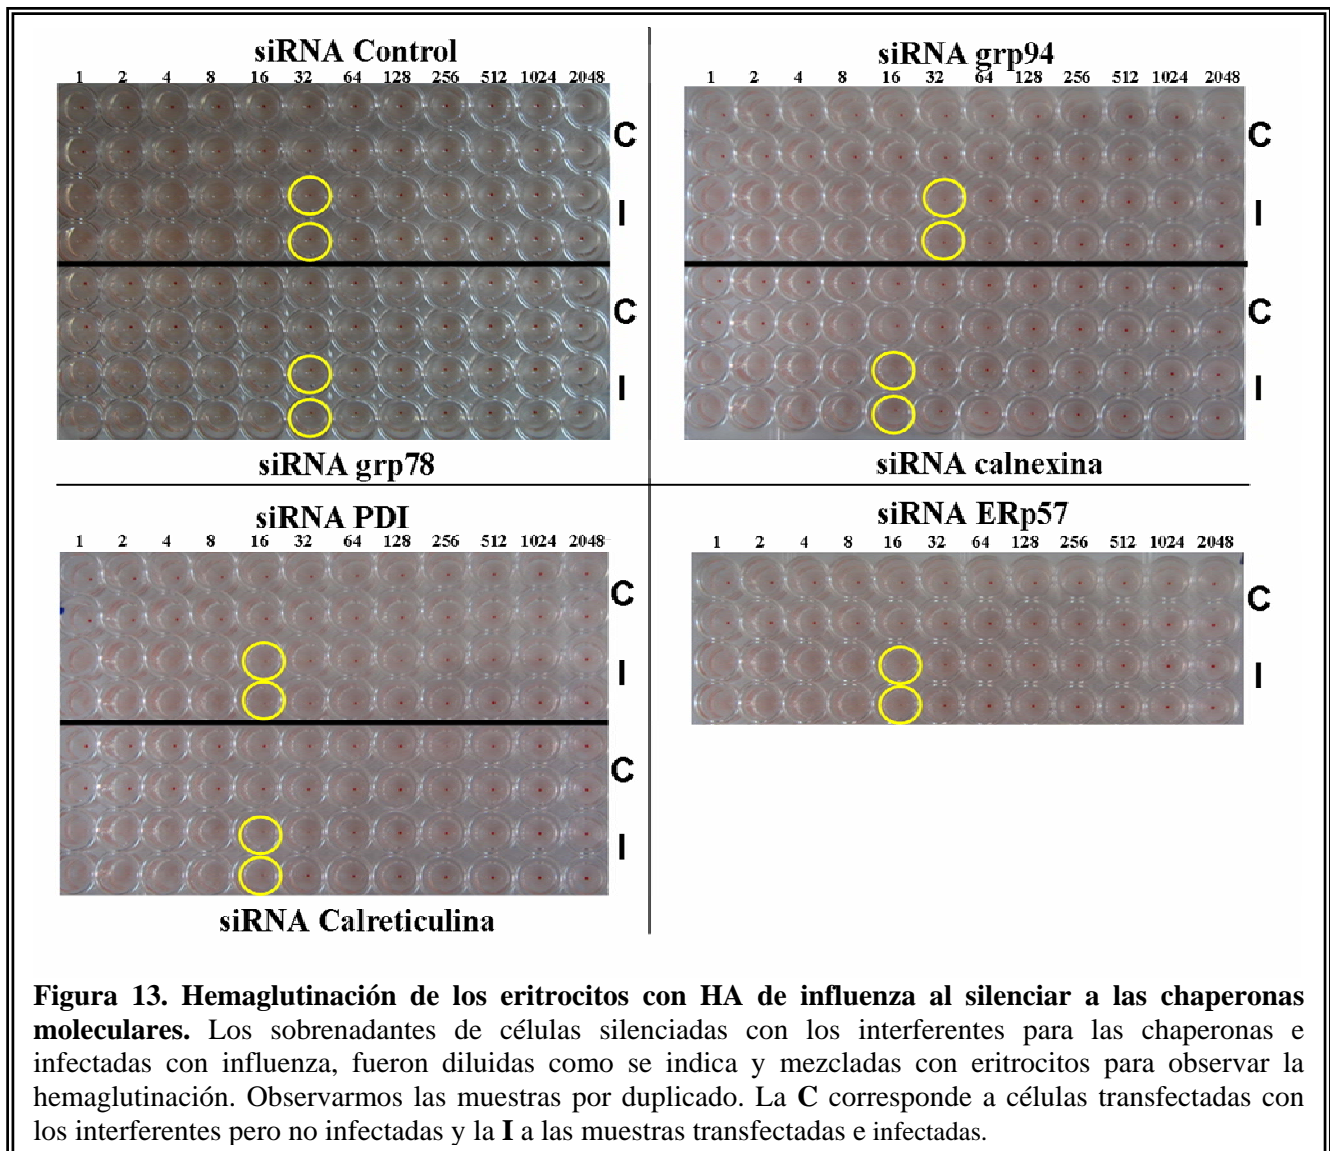 siRNA Control
1 2 4 8 16 32 64 128 256 512 1024 2048
C
I
C
I
siRNA grp78
siRNA grp94
1 2 4 8 16 32 64 128 256 512 1024 2048
C
I
C
I
siRNA calnexina
siRNA PDI
1 2 4 8 16 32 64 128 256 512 1024 2048
C
I
C
I
siRNA Calreticulina
siRNA ERp57
1 2 4 8 16 32 64 128 256 512 1024 2048
C
I
Figura 13. Hemaglutinación de los eritrocitos con HA de influenza al silenciar a las chaperonas
moleculares. Los sobrenadantes de células silenciadas con los interferentes para las chaperonas e
infectadas con influenza, fueron diluidas como se indica y mezcladas con eritrocitos para observar la
hemaglutinación. Observarmos las muestras por duplicado. La C corresponde a células transfectadas con
los interferentes pero no infectadas y la I a las muestras transfectadas e infectadas.